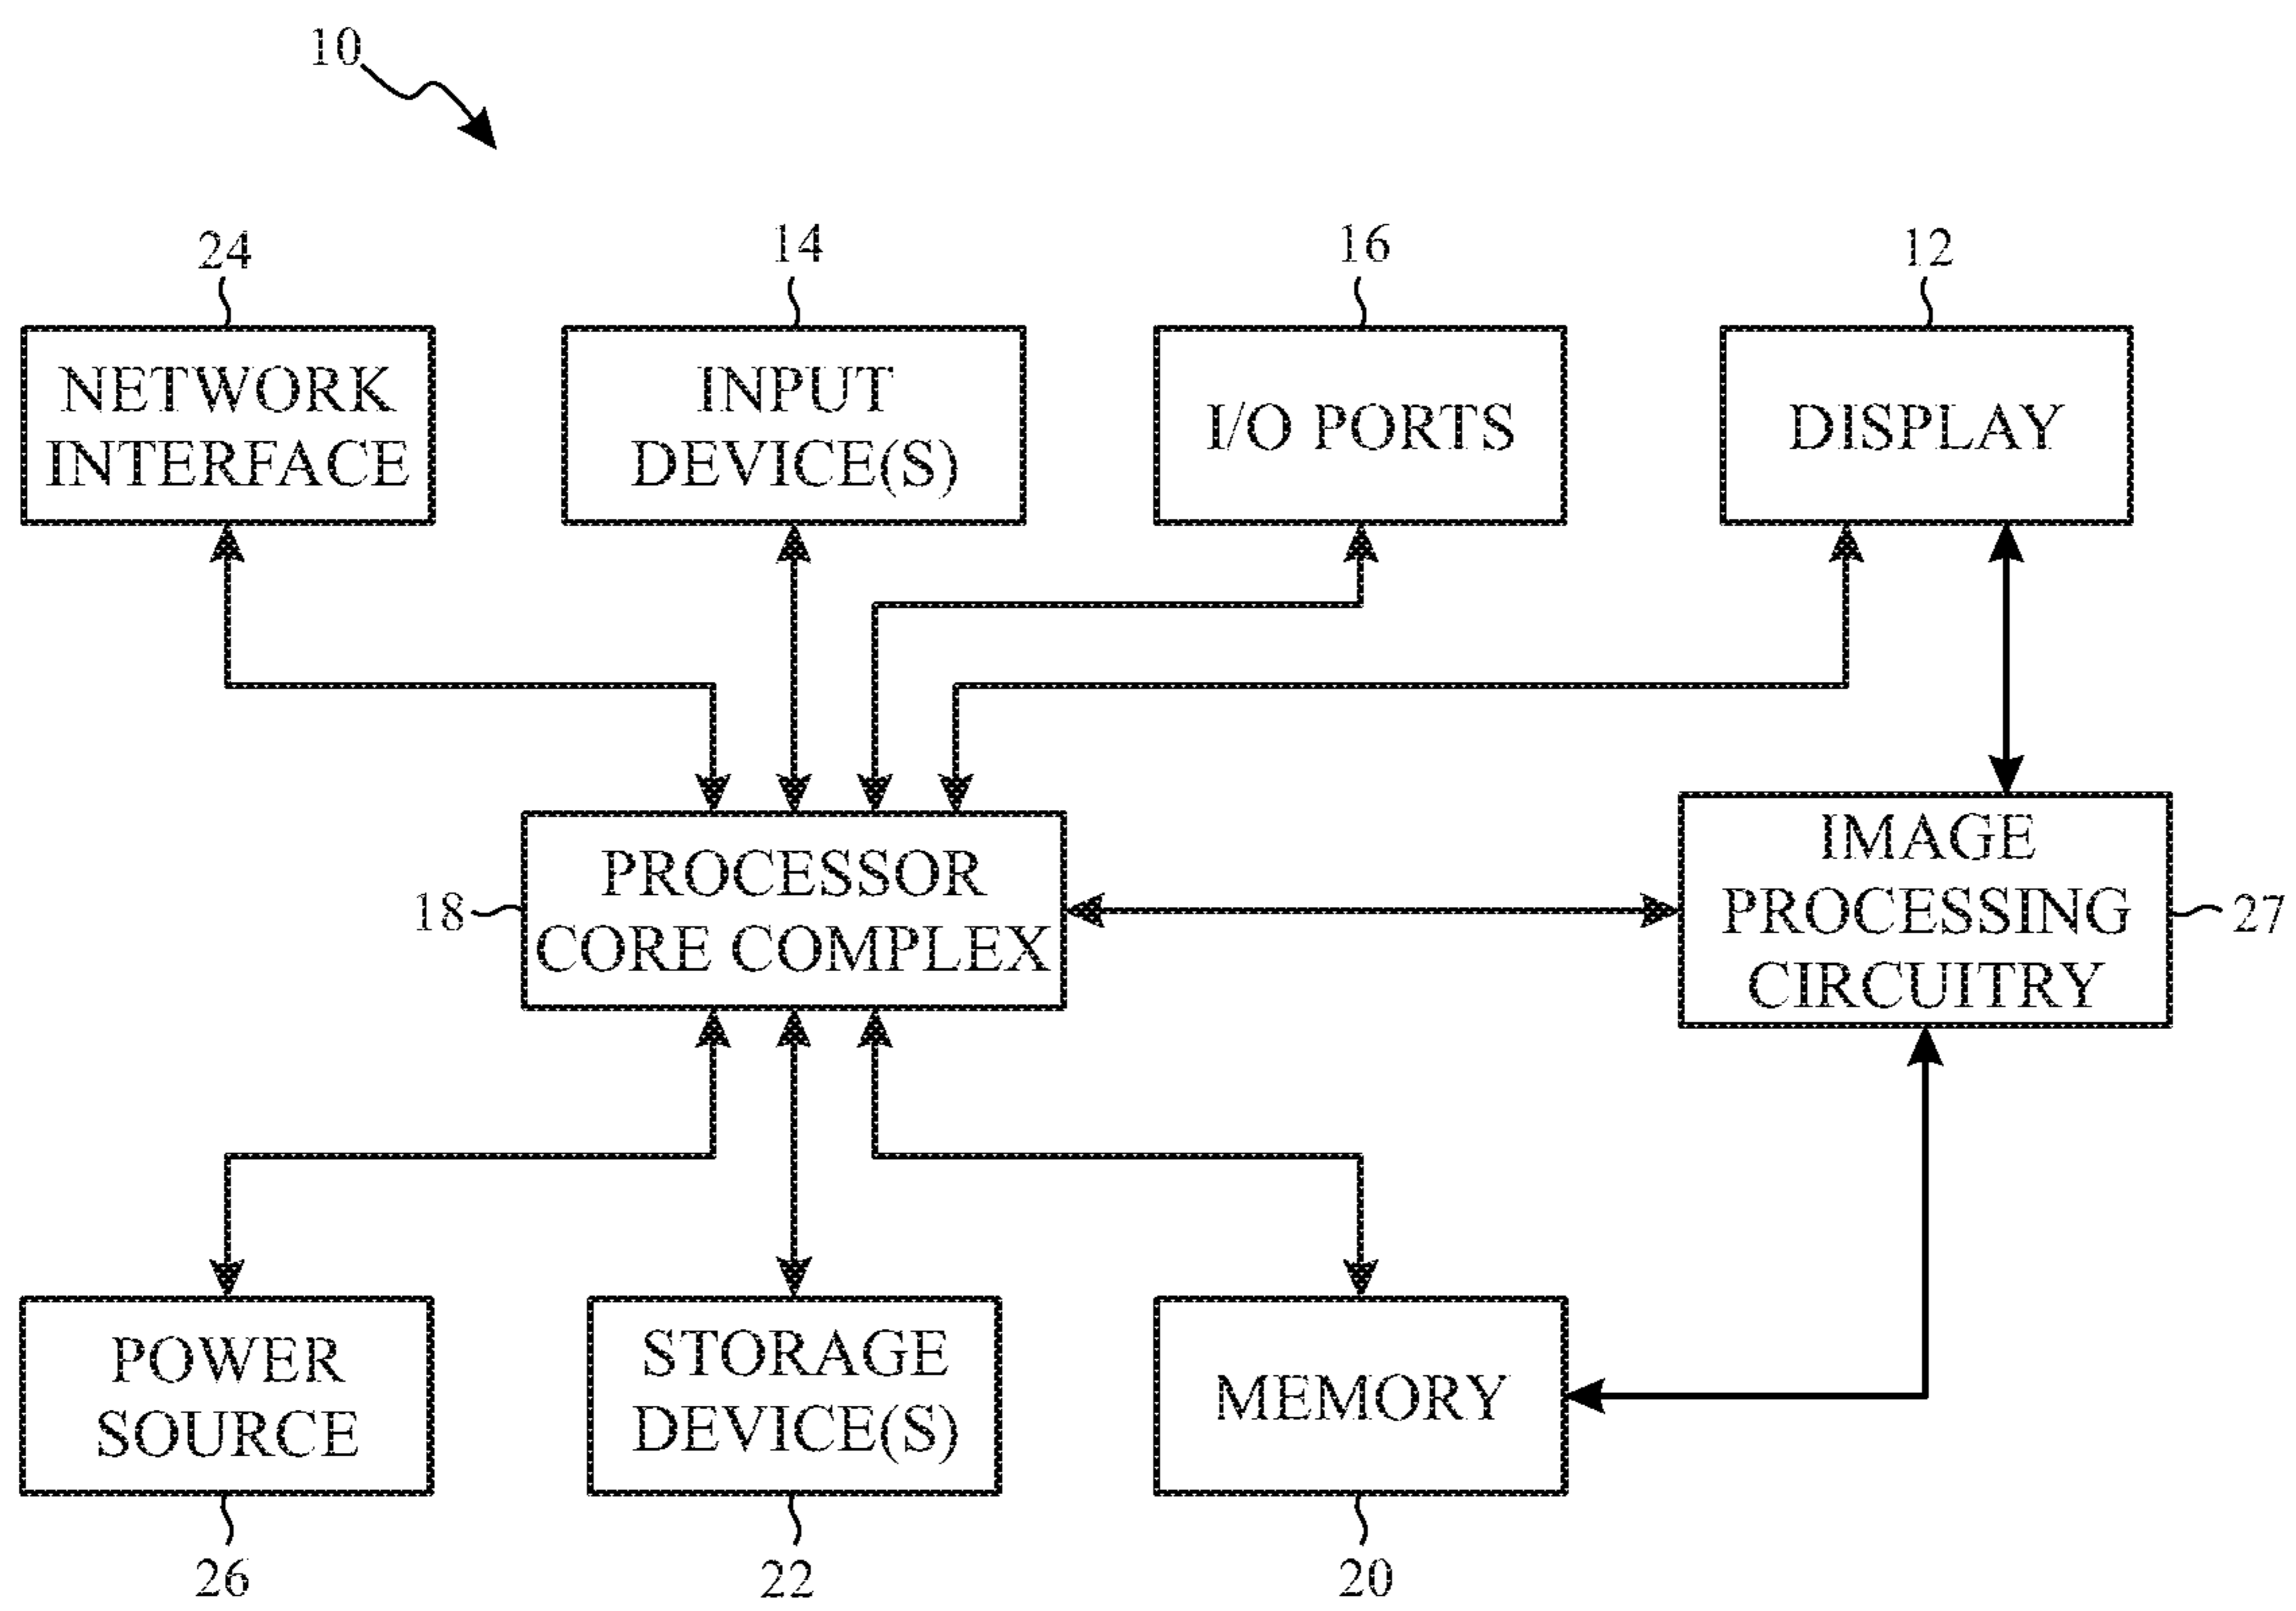 10
24
14
16
12
NETWORK
INTERFACE
INPUT
DEVICE(S)
I/O PORTS
DISPLAY
18
PROCESSOR
CORE COMPLEX
IMAGE
PROCESSING
CIRCUITRY
27
POWER
SOURCE
STORAGE
DEVICE(S)
MEMORY
26
22
20